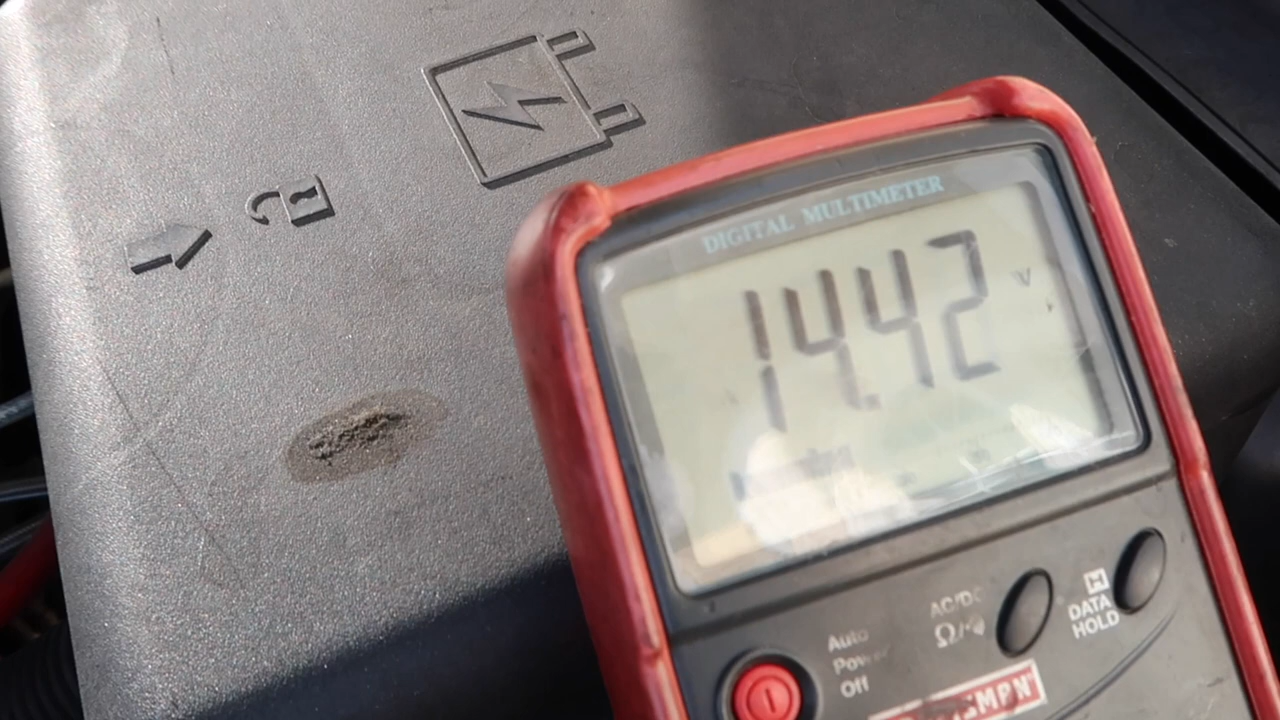 DIGITAL MULTIMETER
14.42
V
AC/DC
Ω/
H
DATA
HOLD
Auto
Power
Off